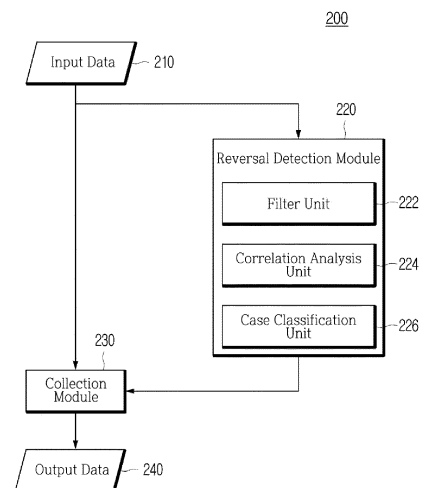 200
Input Data
210
220
Reversal Detection Module
Filter Unit
222
Correlation Analysis
Unit
224
Case Classification
Unit
226
230
Collection
Module
Output Data
240